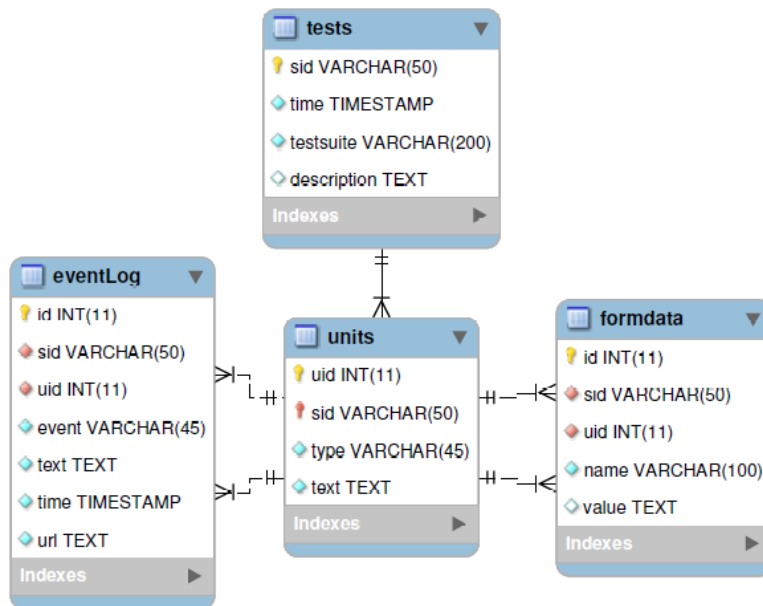 tests
sid VARCHAR(50)
time TIMESTAMP
testsuite VARCHAR(200)
description TEXT
Indexes
eventLog
id INT(11)
sid VARCHAR(50)
uid INT(11)
event VARCHAR(45)
text TEXT
time TIMESTAMP
url TEXT
Indexes
units
uid INT(11)
sid VARCHAR(50)
type VARCHAR(45)
text TEXT
Indexes
formdata
id INT(11)
sid VARCHAR(50)
uid INT(11)
name VARCHAR(100)
value TEXT
Indexes